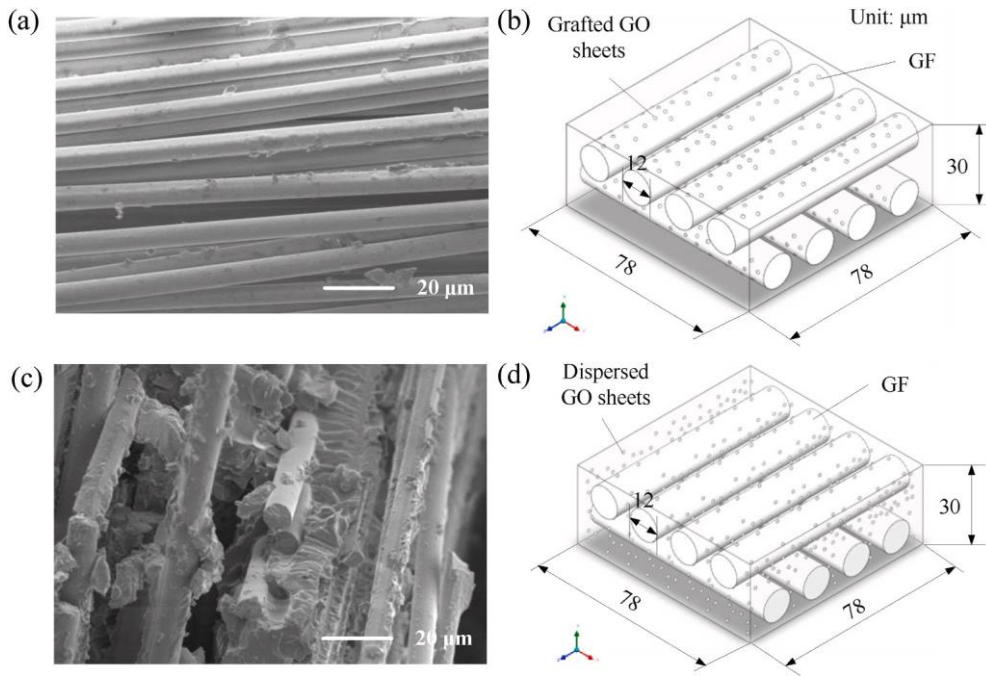 (a)
20 μm
(b)
Grafted GO
sheets
Unit: μm
GF
12
30
78
78
(c)
20 μm
(d)
Dispersed
GO sheets
GF
12
30
78
78